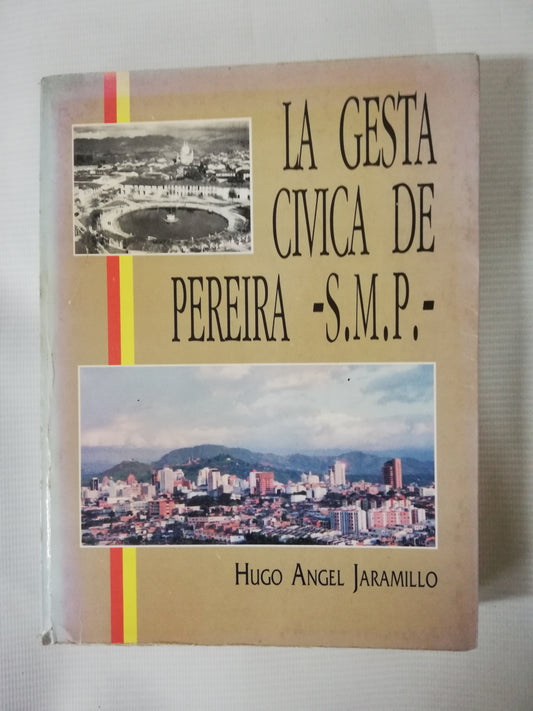 LA GESTA
CIVICA DE
PEREIRA -S.M.P.-
HUGO ANGEL JARAMILLO